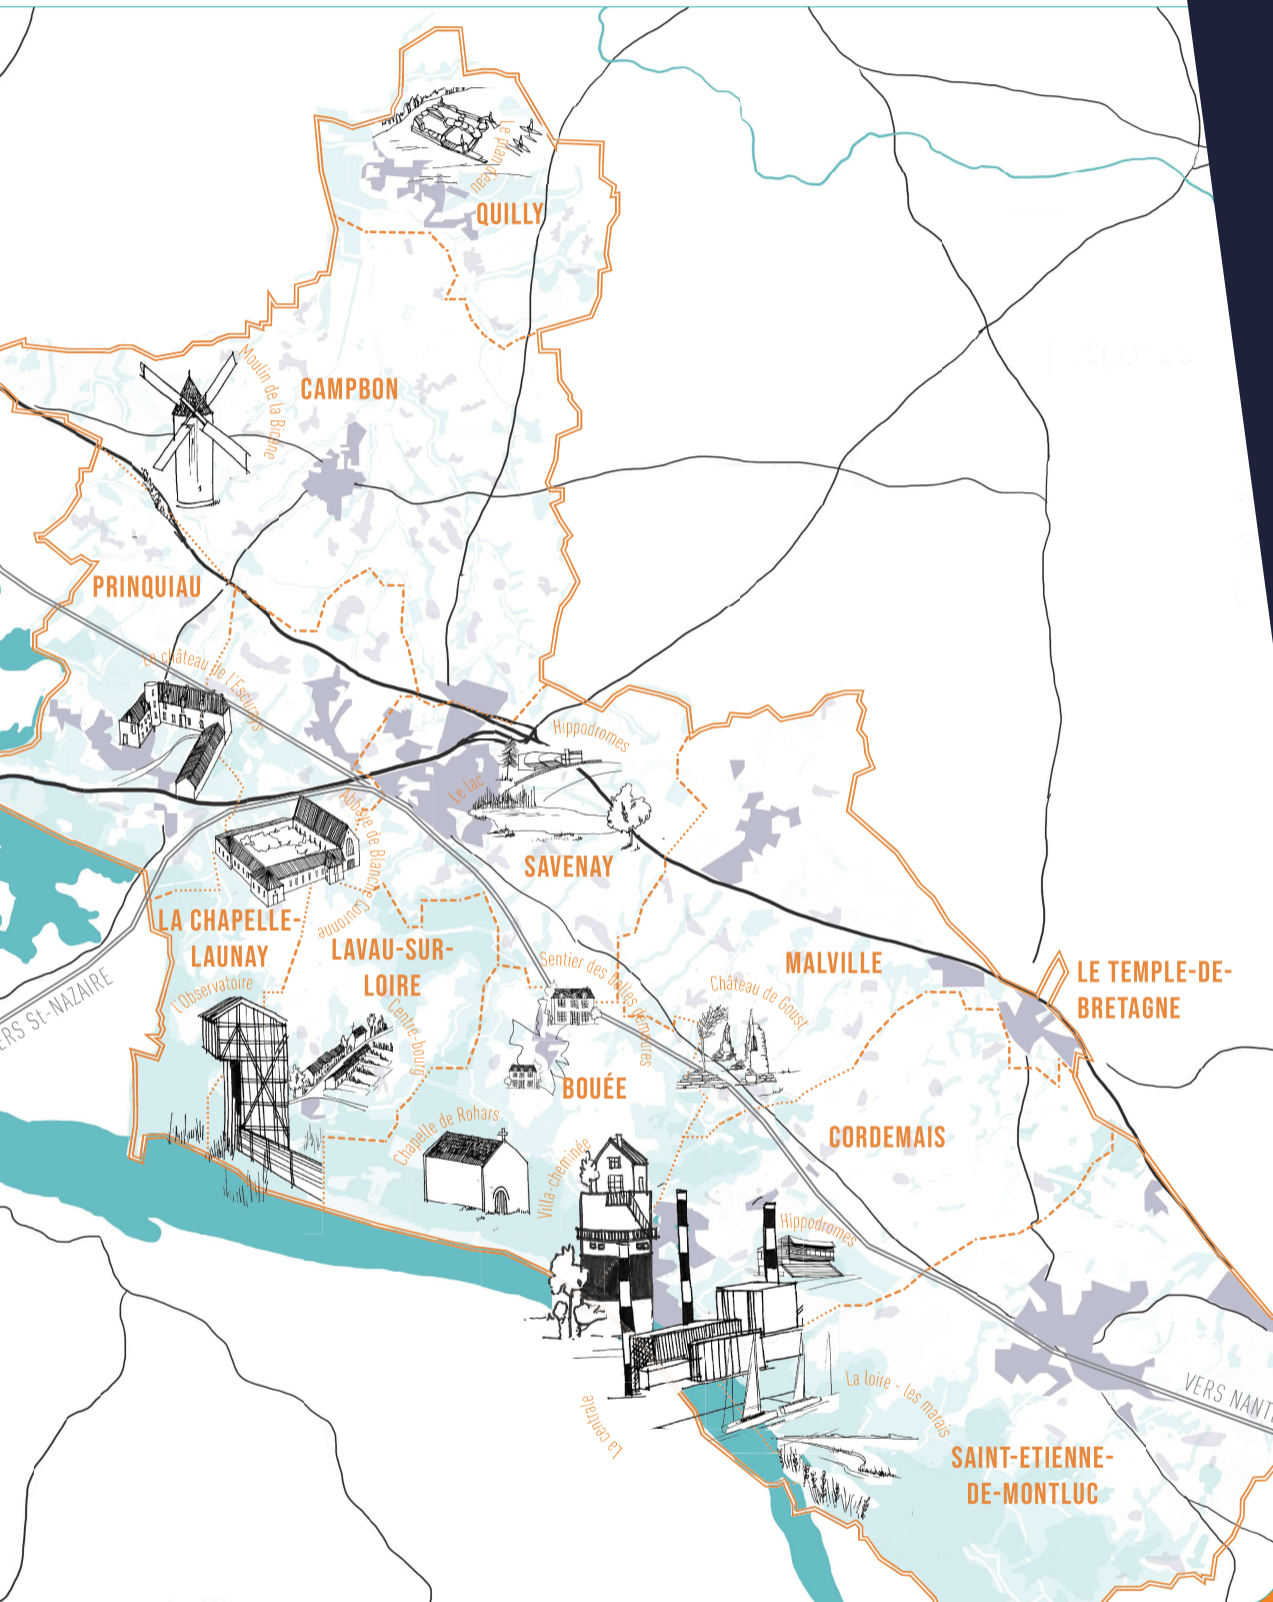 Le plan d'eau
QUILLY
Moulin de la Bicane
CAMPBON
PRINQUIAU
Le château de l'Escurays
Hippodromes
Le lac
Abbaye de Blanche Couronne
SAVENAY
LA CHAPELLE-
LAUNAY
LAVAU-SUR-
LOIRE
Sentier des belles demeures
MALVILLE
LE TEMPLE-DE-
BRETAGNE
VERS St-NAZAIRE
l'Observatoire
Centre-bourg
Château de Goust
BOUÉE
Chapelle de Rohars
CORDEMAIS
Villa-cheminée
Hippodromes
La centrale
La loire - les marais
VERS NANT
SAINT-ETIENNE-
DE-MONTLUC